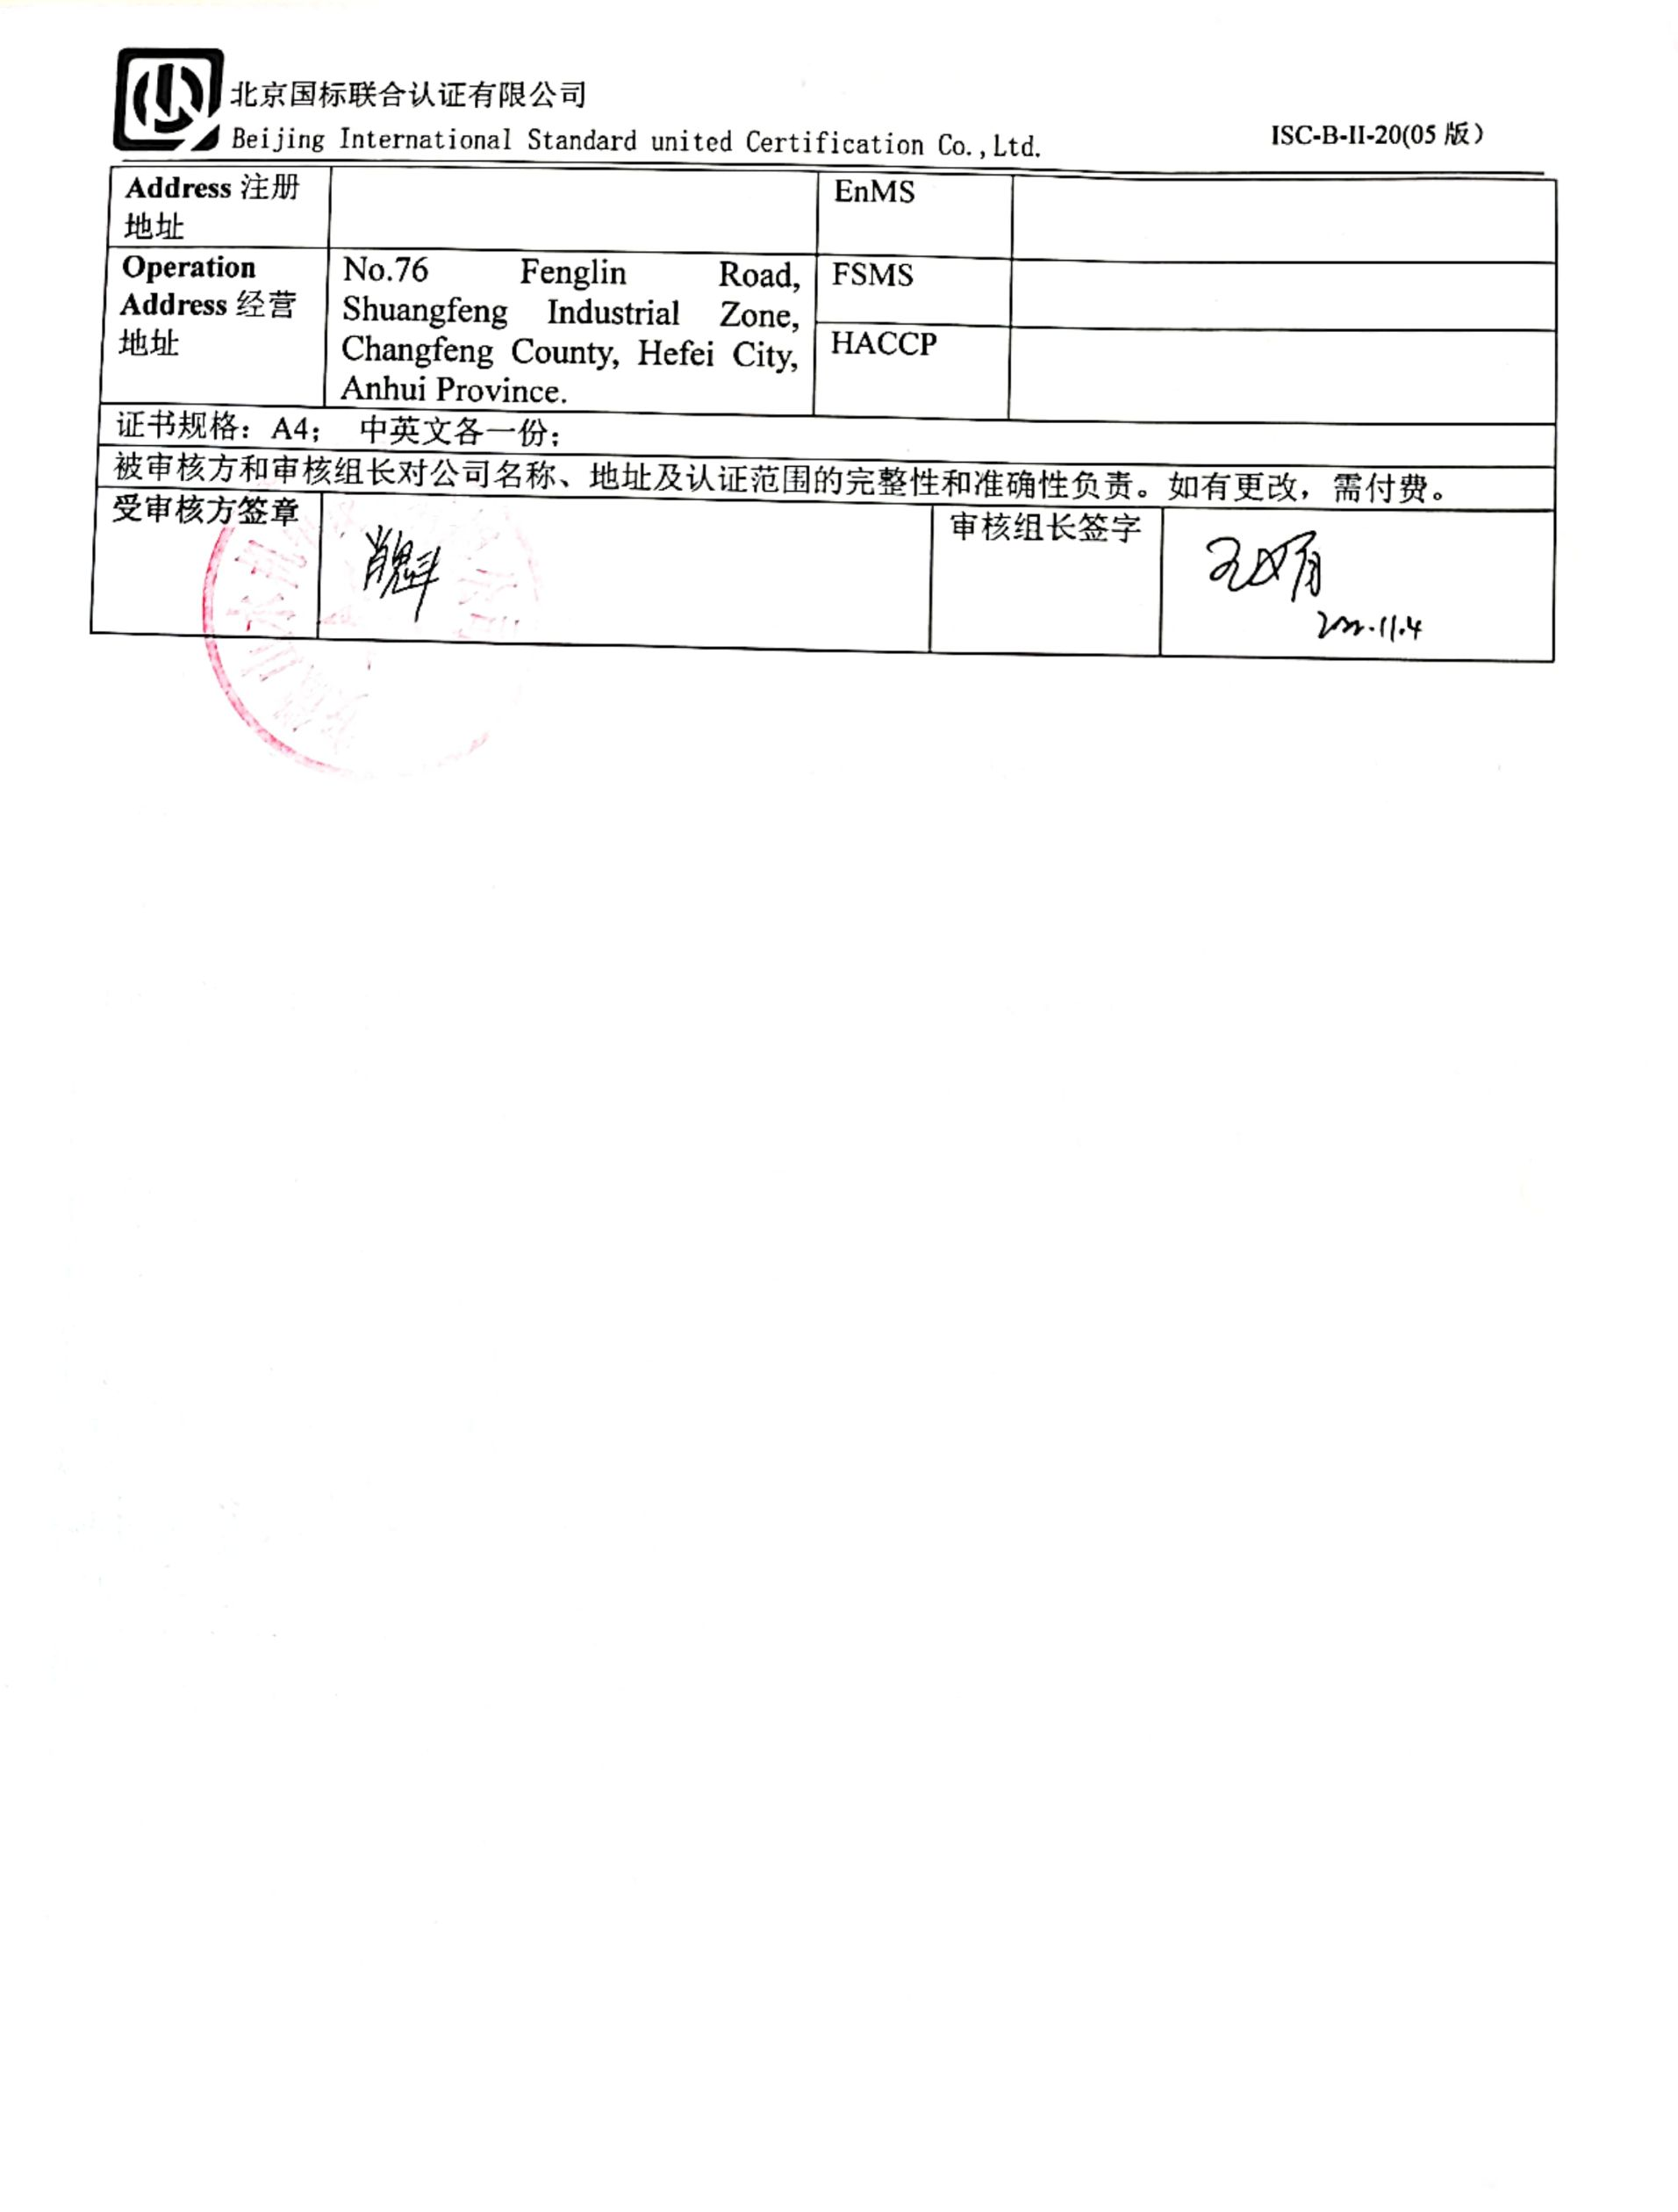 北京国标联合认证有限公司
Beijing International Standard united Certification Co.,Ltd.
ISC-B-II-20(05 版)
Address 注册
地址
EnMS
Operation
Address 经营
地址
No.76 Fenglin Road,
Shuangfeng Industrial Zone,
Changfeng County, Hefei City,
Anhui Province.
FSMS
HACCP
证书规格：A4； 中英文各一份；
被审核方和审核组长对公司名称、地址及认证范围的完整性和准确性负责。如有更改，需付费。
受审核方签章
肖魁
审核组长签字
2022.11.4